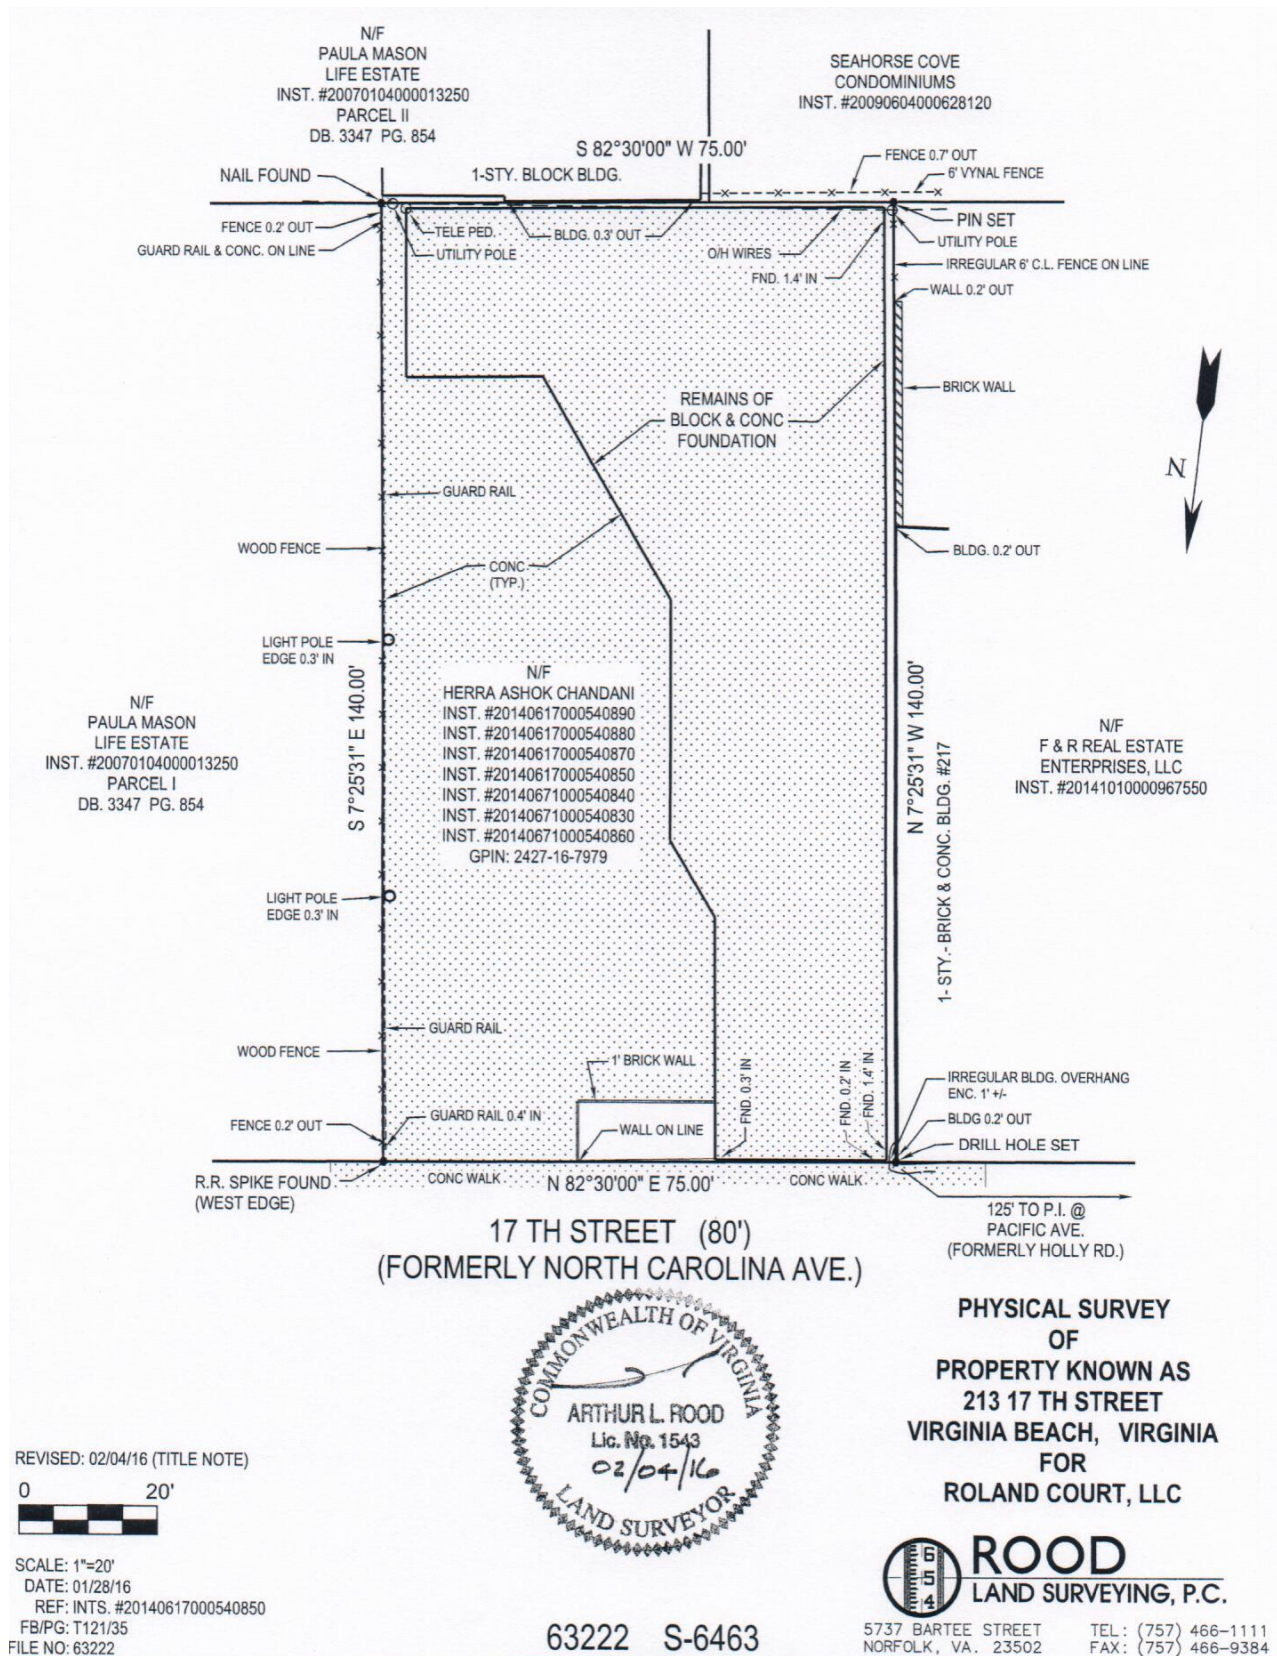 N/F
PAULA MASON
LIFE ESTATE
INST. #20070104000013250
PARCEL II
DB. 3347 PG. 854
SEAHORSE COVE
CONDOMINIUMS
INST. #20090604000628120
S 82°30'00" W 75.00'
1-STY. BLOCK BLDG.
FENCE 0.7' OUT
6' VYNAL FENCE
NAIL FOUND
FENCE 0.2' OUT
GUARD RAIL & CONC. ON LINE
TELE PED.
UTILITY POLE
BLDG. 0.3' OUT
O/H WIRES
FND. 1.4' IN
PIN SET
UTILITY POLE
IRREGULAR 6' C.L. FENCE ON LINE
WALL 0.2' OUT
BRICK WALL
REMAINS OF
BLOCK & CONC
FOUNDATION
N
GUARD RAIL
WOOD FENCE
CONC
(TYP.)
BLDG. 0.2' OUT
LIGHT POLE
EDGE 0.3' IN
N/F
HERRA ASHOK CHANDANI
INST. #20140617000540890
INST. #20140617000540880
INST. #20140617000540870
INST. #20140617000540850
INST. #20140671000540840
INST. #20140671000540830
INST. #20140671000540860
GPIN: 2427-16-7979
S 7°25'31" E 140.00'
N/F
PAULA MASON
LIFE ESTATE
INST. #20070104000013250
PARCEL I
DB. 3347 PG. 854
N 7°25'31" W 140.00'
1- STY. - BRICK & CONC. BLDG. #217
N/F
F & R REAL ESTATE
ENTERPRISES, LLC
INST. #20141010000967550
LIGHT POLE
EDGE 0.3' IN
GUARD RAIL
WOOD FENCE
1' BRICK WALL
FND. 0.3' IN
FND. 0.2' IN
FND. 1.4' IN
IRREGULAR BLDG. OVERHANG
ENC. 1' +/-
BLDG 0.2' OUT
DRILL HOLE SET
FENCE 0.2' OUT
GUARD RAIL 0.4' IN
WALL ON LINE
R.R. SPIKE FOUND
(WEST EDGE)
CONC WALK
N 82°30'00" E 75.00'
CONC WALK
125' TO P.I. @
PACIFIC AVE.
(FORMERLY HOLLY RD.)
17 TH STREET (80')
(FORMERLY NORTH CAROLINA AVE.)
COMMONWEALTH OF VIRGINIA
ARTHUR L. ROOD
Lic. No. 1543
02/04/16
LAND SURVEYOR
PHYSICAL SURVEY
OF
PROPERTY KNOWN AS
213 17 TH STREET
VIRGINIA BEACH, VIRGINIA
FOR
ROLAND COURT, LLC
REVISED: 02/04/16 (TITLE NOTE)
0 20'
SCALE: 1"=20'
DATE: 01/28/16
REF: INTS. #20140617000540850
FB/PG: T121/35
FILE NO: 63222
63222 S-6463
6
5
4
ROOD
LAND SURVEYING, P.C.
5737 BARTEE STREET TEL: (757) 466-1111
NORFOLK, VA. 23502 FAX: (757) 466-9384